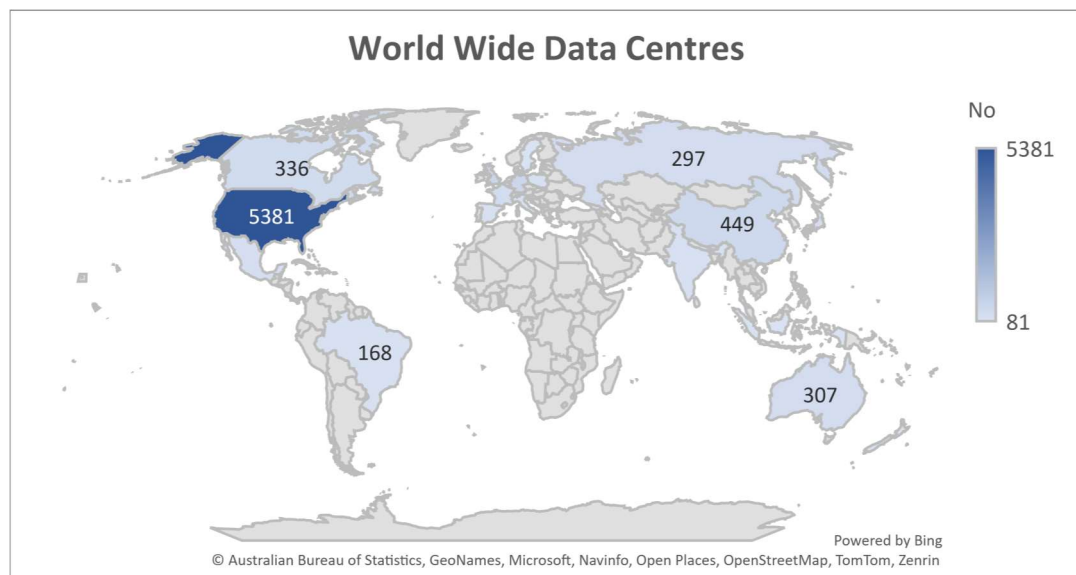 World Wide Data Centres
No
5381
81
336
297
5381
449
168
307
Powered by Bing
© Australian Bureau of Statistics, GeoNames, Microsoft, Navinfo, Open Places, OpenStreetMap, TomTom, Zenrin